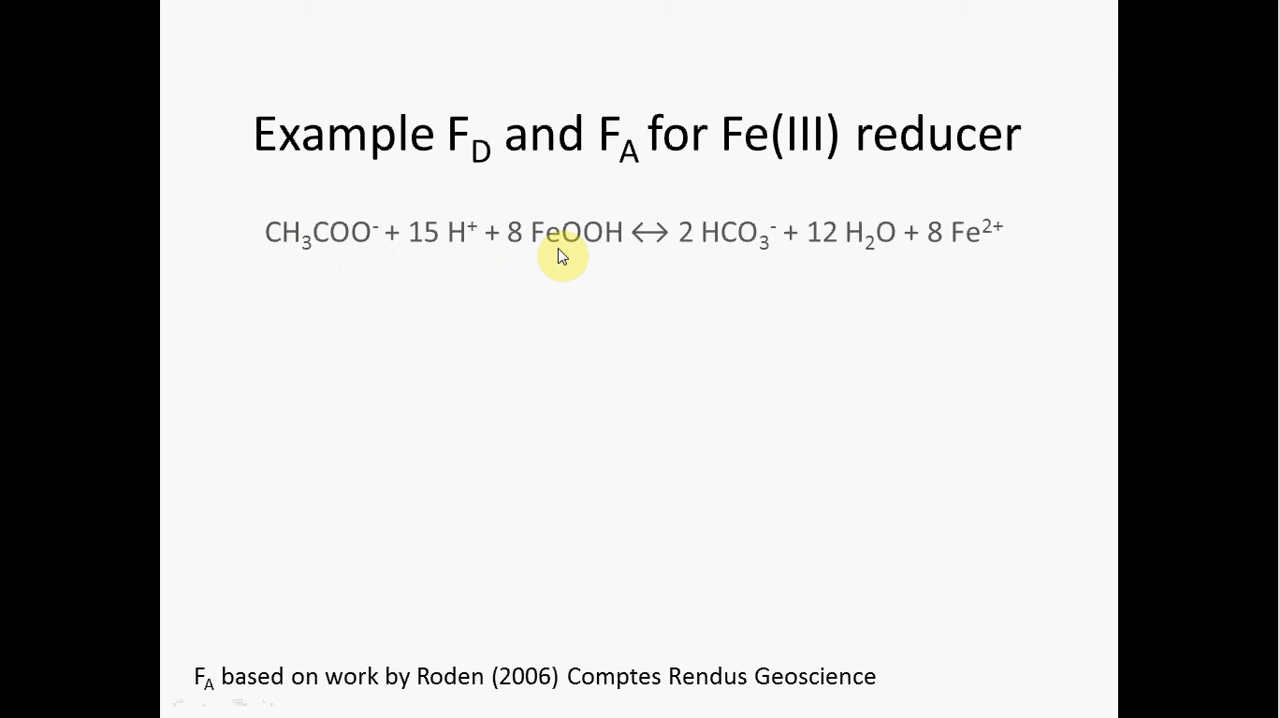 Example F_D and F_A for Fe(III) reducer
CH₃COO⁻ + 15 H⁺ + 8 FeOOH ↔ 2 HCO₃⁻ + 12 H₂O + 8 Fe²⁺
F_A based on work by Roden (2006) Comptes Rendus Geoscience